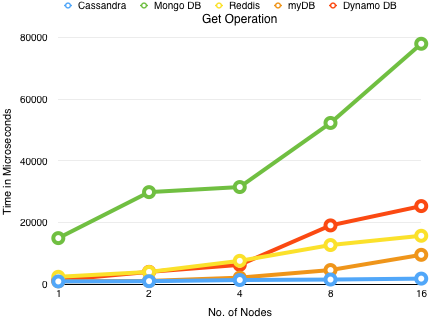 Cassandra Mongo DB Reddis myDB Dynamo DB
Get Operation
80000
60000
40000
20000
0
Time in Microseconds
1 2 4 8 16
No. of Nodes